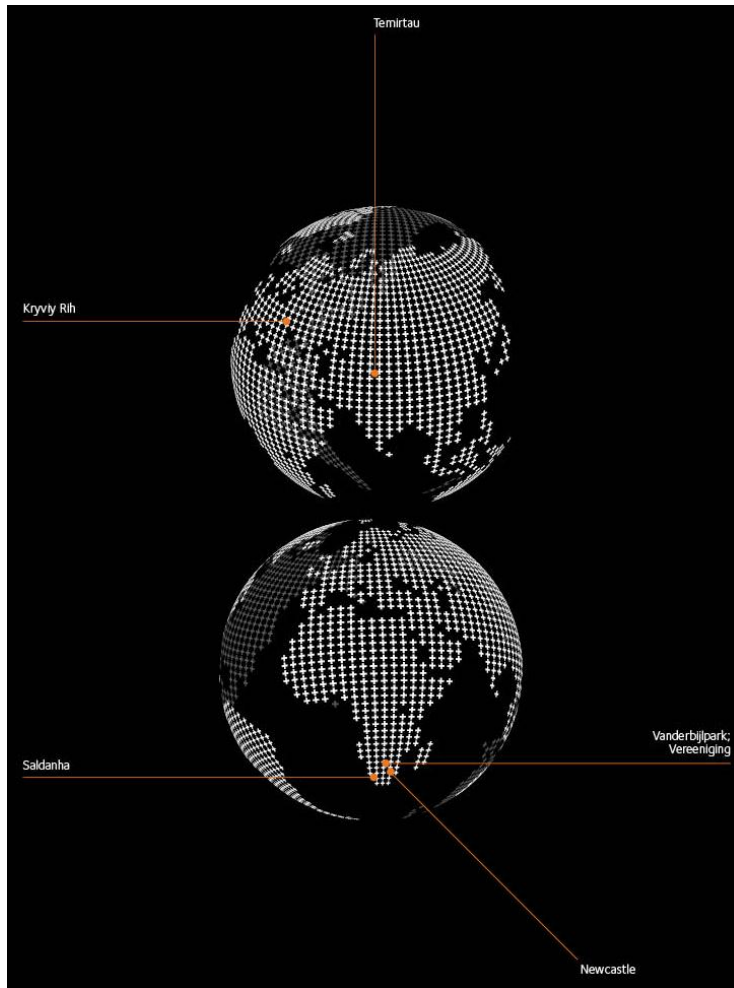 Temirtau
Kryviy Rih
Vanderbijlpark;
Vereeniging
Saldanha
Newcastle